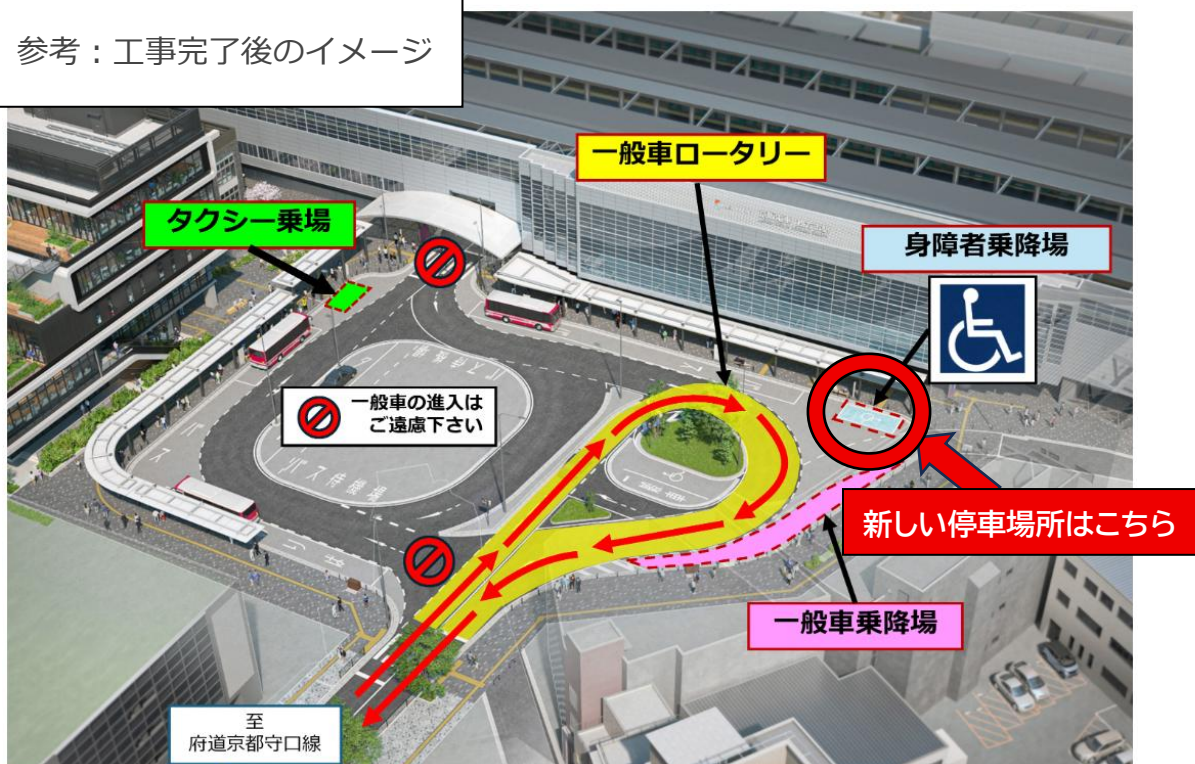 参考：工事完了後のイメージ
一般車ロータリー
タクシー乗場
身障者乗降場
一般車の進入は
ご遠慮下さい
新しい停車場所はこちら
一般車乗降場
至
府道京都守口線